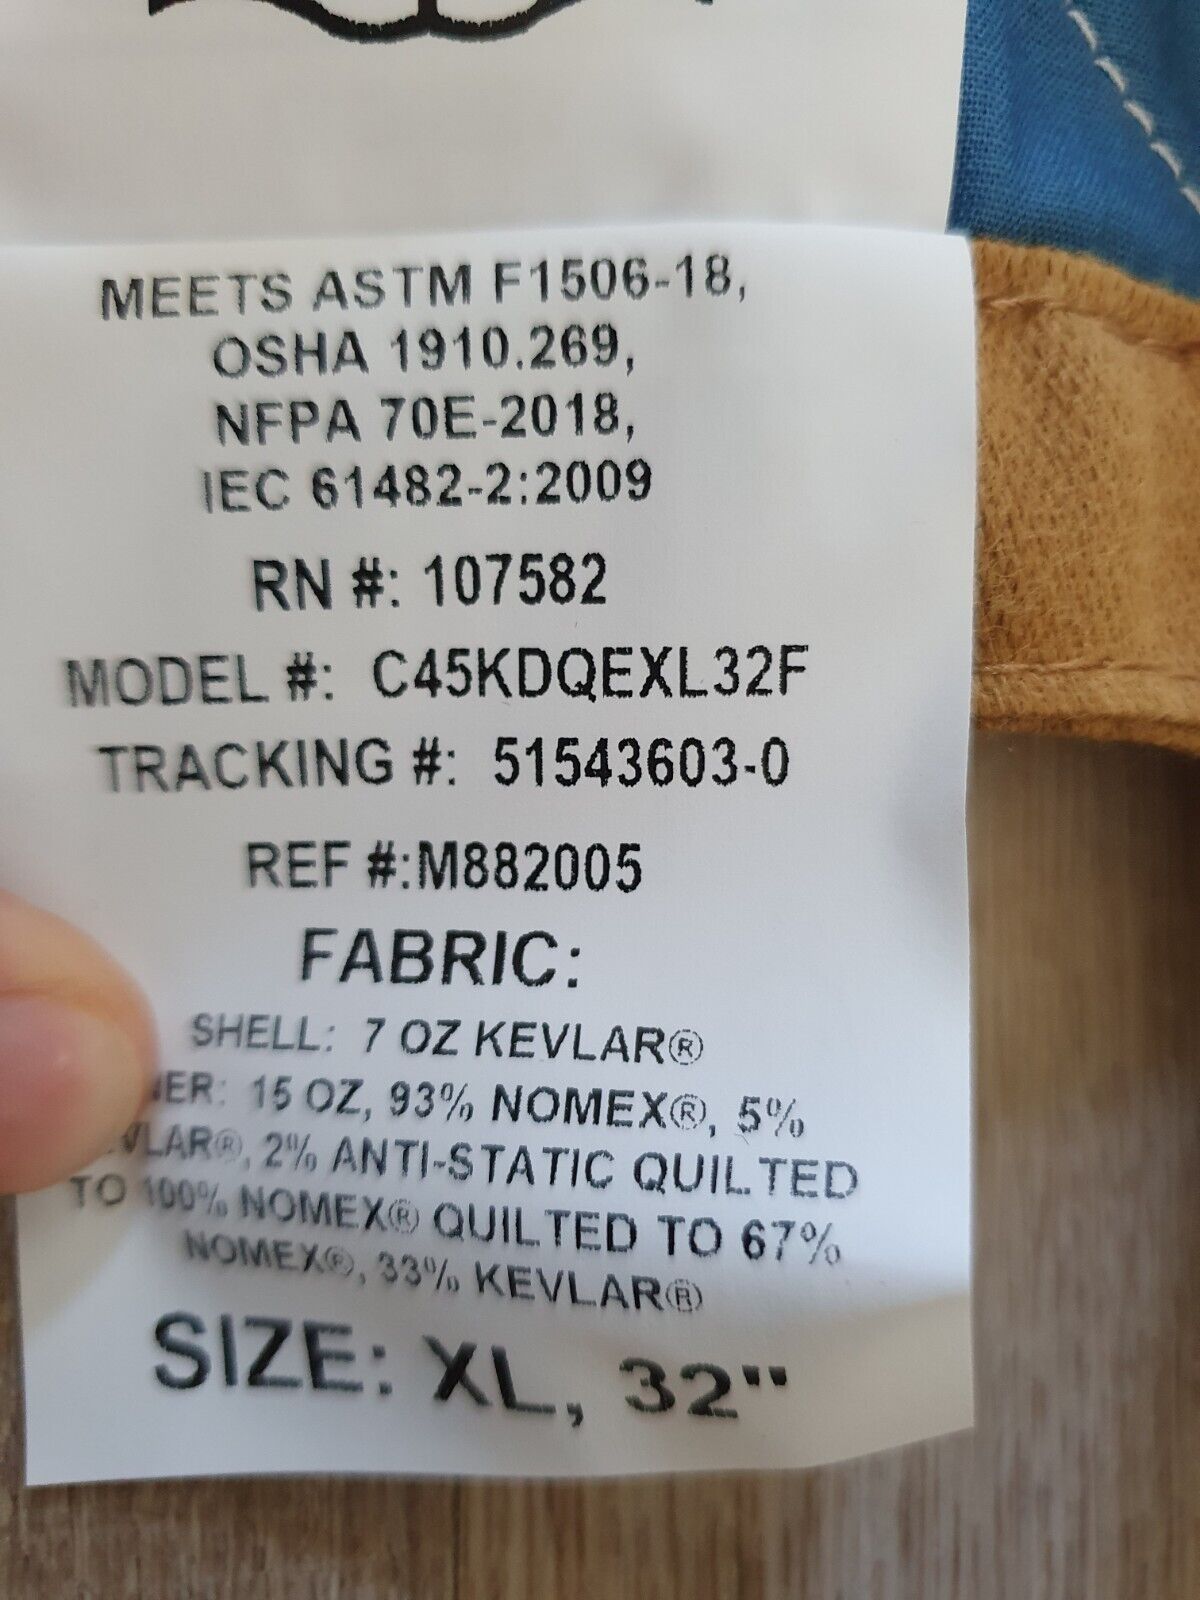 MEETS ASTM F1506-18,
OSHA 1910.269,
NFPA 70E-2018,
IEC 61482-2:2009
RN #: 107582
MODEL #: C45KDQEXL32F
TRACKING #: 51543603-0
REF #:M882005
FABRIC:
SHELL: 7 OZ KEVLAR®
15 OZ, 93% NOMEX®, 5%
2% ANTI-STATIC QUILTED
TO 100% NOMEX® QUILTED TO 67%
NOMEX®, 33% KEVLAR®
SIZE: XL, 32"